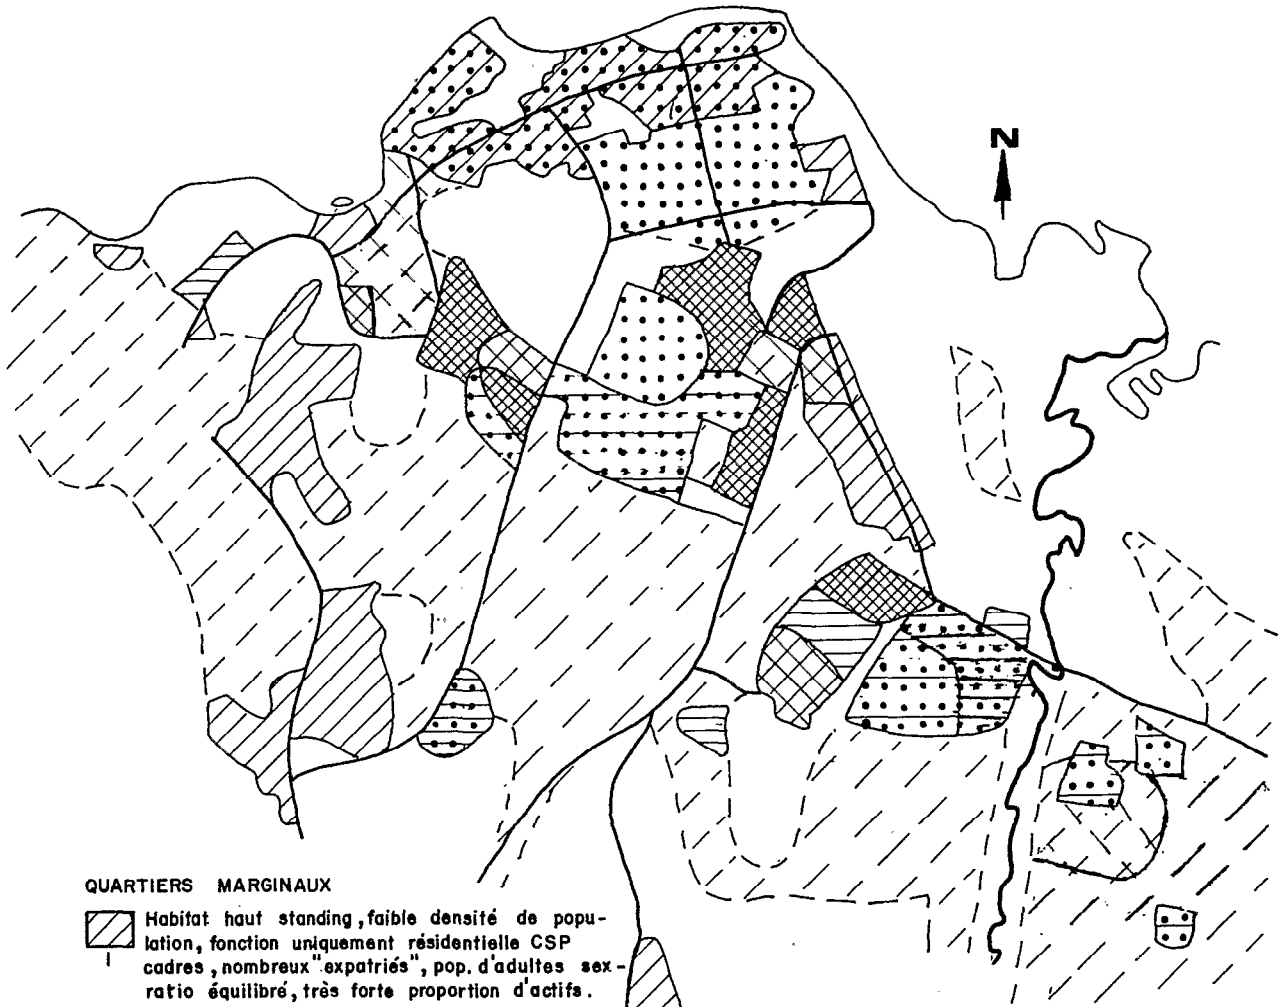 N
QUARTIERS MARGINAUX
Habitat haut standing, faible densité de popu-
lation, fonction uniquement résidentielle CSP
cadres, nombreux "expatriés", pop. d'adultes sex-
ratio équilibré, très forte proportion d'actifs.